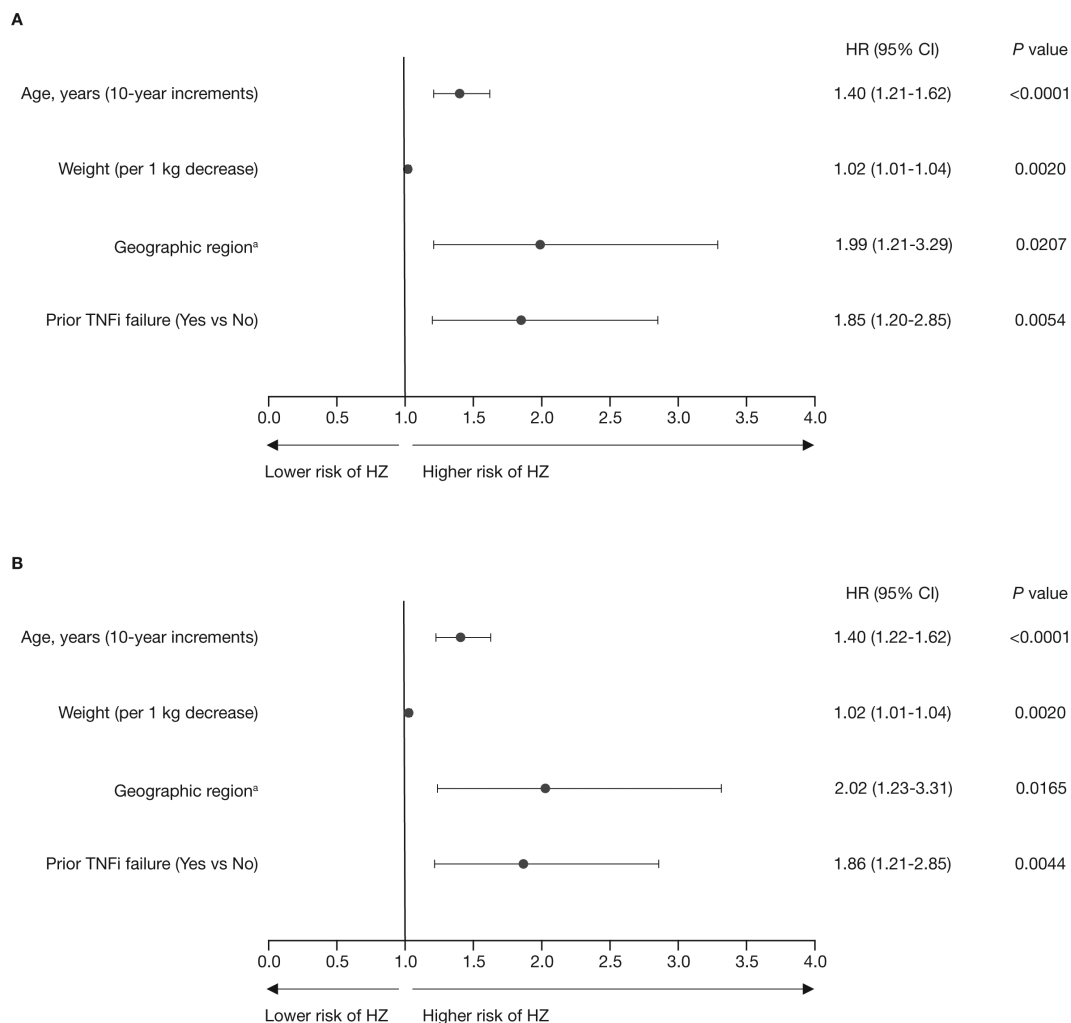 A
HR (95% CI) P value
Age, years (10-year increments) 1.40 (1.21-1.62) <0.0001
Weight (per 1 kg decrease) 1.02 (1.01-1.04) 0.0020
Geographic regionᵃ 1.99 (1.21-3.29) 0.0207
Prior TNFi failure (Yes vs No) 1.85 (1.20-2.85) 0.0054
0.0 0.5 1.0 1.5 2.0 2.5 3.0 3.5 4.0
Lower risk of HZ Higher risk of HZ
B
HR (95% CI) P value
Age, years (10-year increments) 1.40 (1.22-1.62) <0.0001
Weight (per 1 kg decrease) 1.02 (1.01-1.04) 0.0020
Geographic regionᵃ 2.02 (1.23-3.31) 0.0165
Prior TNFi failure (Yes vs No) 1.86 (1.21-2.85) 0.0044
0.0 0.5 1.0 1.5 2.0 2.5 3.0 3.5 4.0
Lower risk of HZ Higher risk of HZ